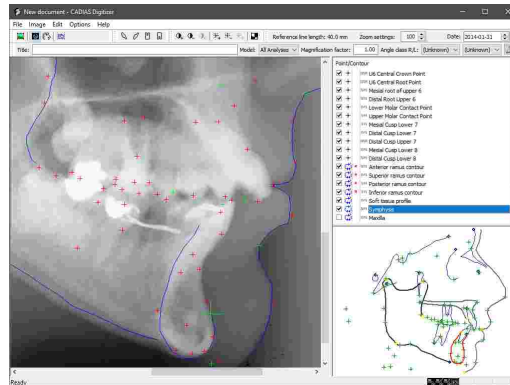 New document - CADIAS Digitizer
File Image Edit Options Help
Reference line length: 40.0 mm Zoom settings: 100 Date: 2014-01-31
Title: Model: All Analyses Magnification factor: 1.00 Angle class R/L: (Unknown) (Unknown)
Point/Contour
U6 Central Crown Point
U6 Central Root Point
Mesial root of upper 6
Distal Root Upper 6
Lower Molar Contact Point
Upper Molar Contact Point
Mesial Cusp Lower 7
Distal Cusp Lower 7
Distal Cusp Upper 7
Mesial Cusp Lower 8
Distal Cusp Lower 8
Anterior ramus contour
Superior ramus contour
Posterior ramus contour
Inferior ramus contour
Soft tissue profile
Symphysis
Maxilla
Ready